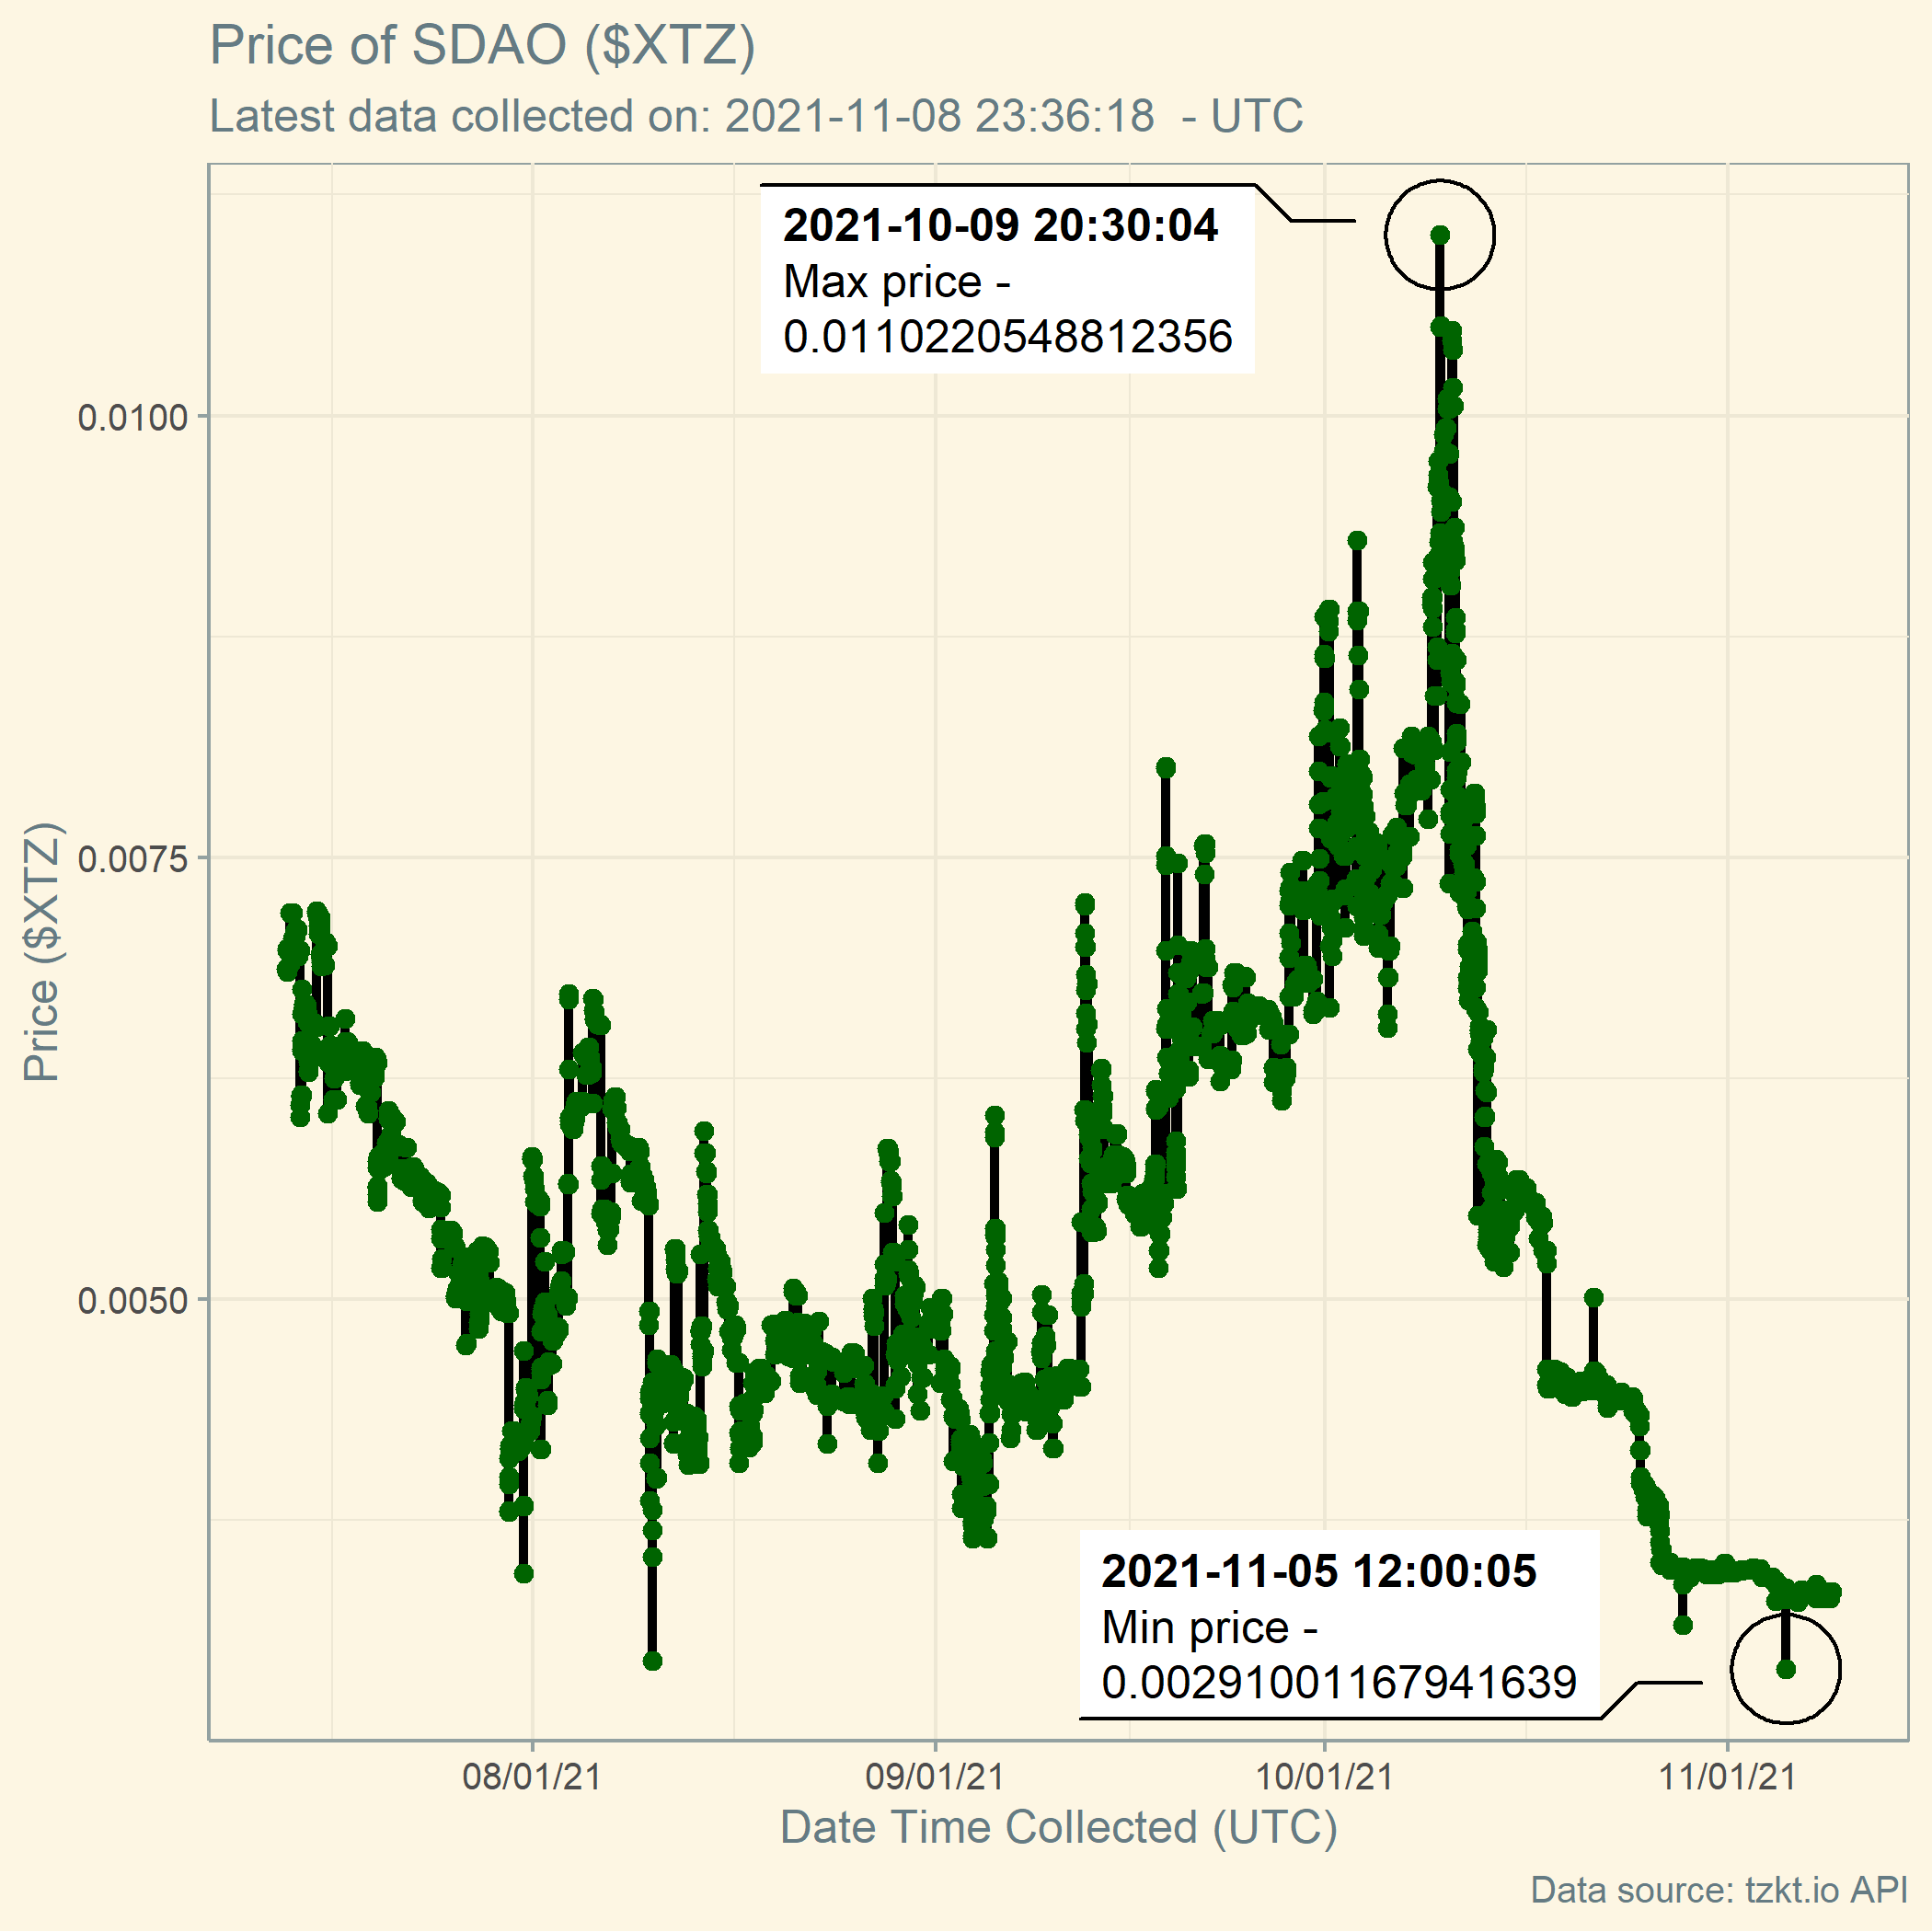 Price of SDAO ($XTZ)
Latest data collected on: 2021-11-08 23:36:18  - UTC
2021-10-09 20:30:04
Max price -
0.0110220548812356
0.0100
0.0075
0.0050
Price ($XTZ)
2021-11-05 12:00:05
Min price -
0.00291001167941639
08/01/21
09/01/21
10/01/21
11/01/21
Date Time Collected (UTC)
Data source: tzkt.io API